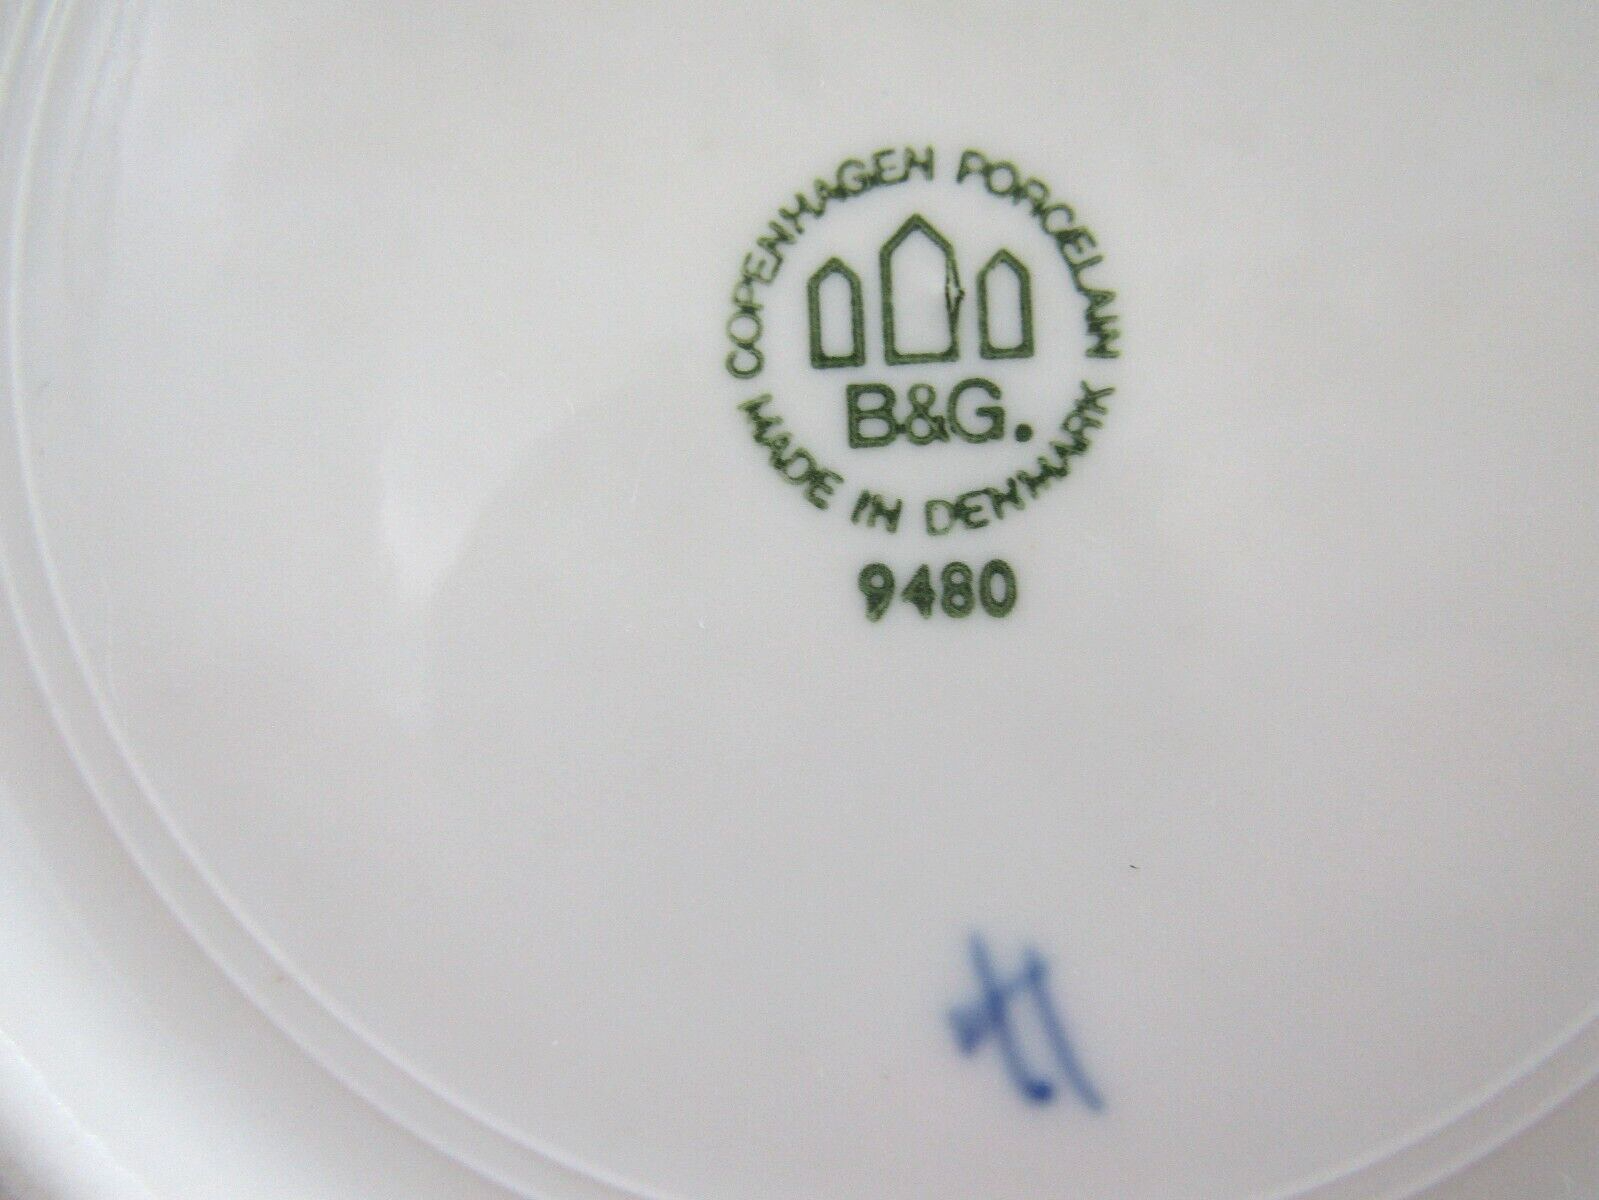 COPENHAGEN PORCELAIN
B&G.
MADE IN DENMARK
9480